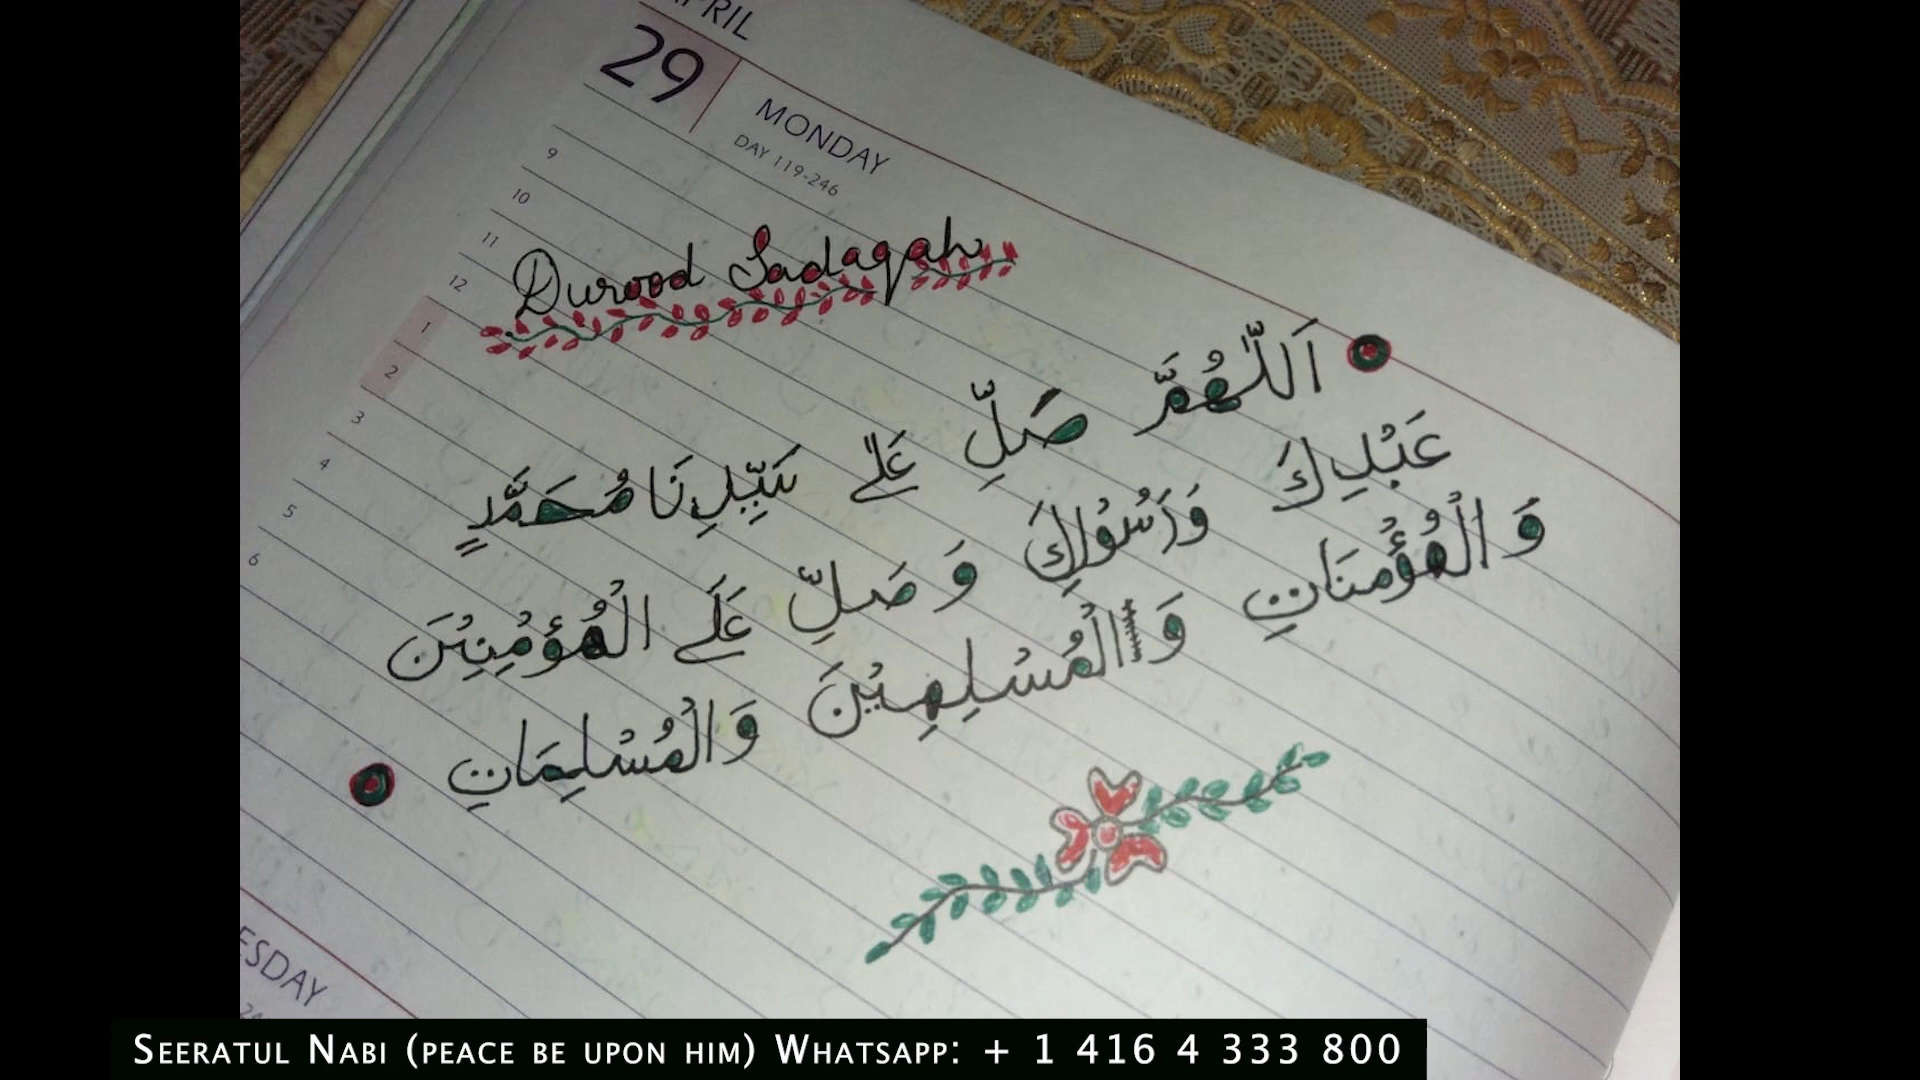 APRIL
29
MONDAY
DAY 119-246
9
10
11
12
1
2
3
4
5
6
Durood Sadaqah
اَللّٰهُمَّ صَلِّ عَلٰے سَيِّدِنَا مُحَمَّدٍ
عَبْدِكَ وَرَسُوْلِكَ وَ صَلِّ عَلَے الْمُؤْمِنِيْنَ
وَ الْمُؤْمِنَاتِ وَ الْمُسْلِمِيْنَ وَالْمُسْلِمَاتِ
ESDAY
Seeratul Nabi (peace be upon him) Whatsapp: + 1 416 4 333 800